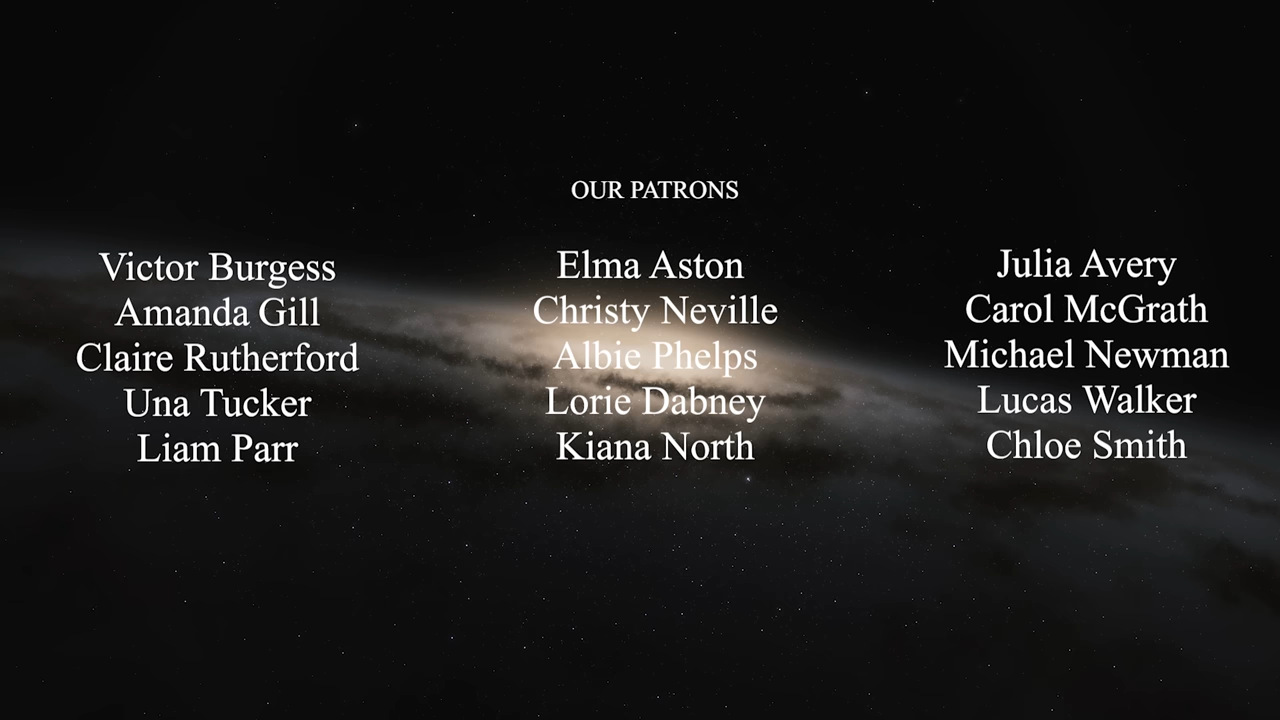 OUR PATRONS
Victor Burgess
Amanda Gill
Claire Rutherford
Una Tucker
Liam Parr
Elma Aston
Christy Neville
Albie Phelps
Lorie Dabney
Kiana North
Julia Avery
Carol McGrath
Michael Newman
Lucas Walker
Chloe Smith